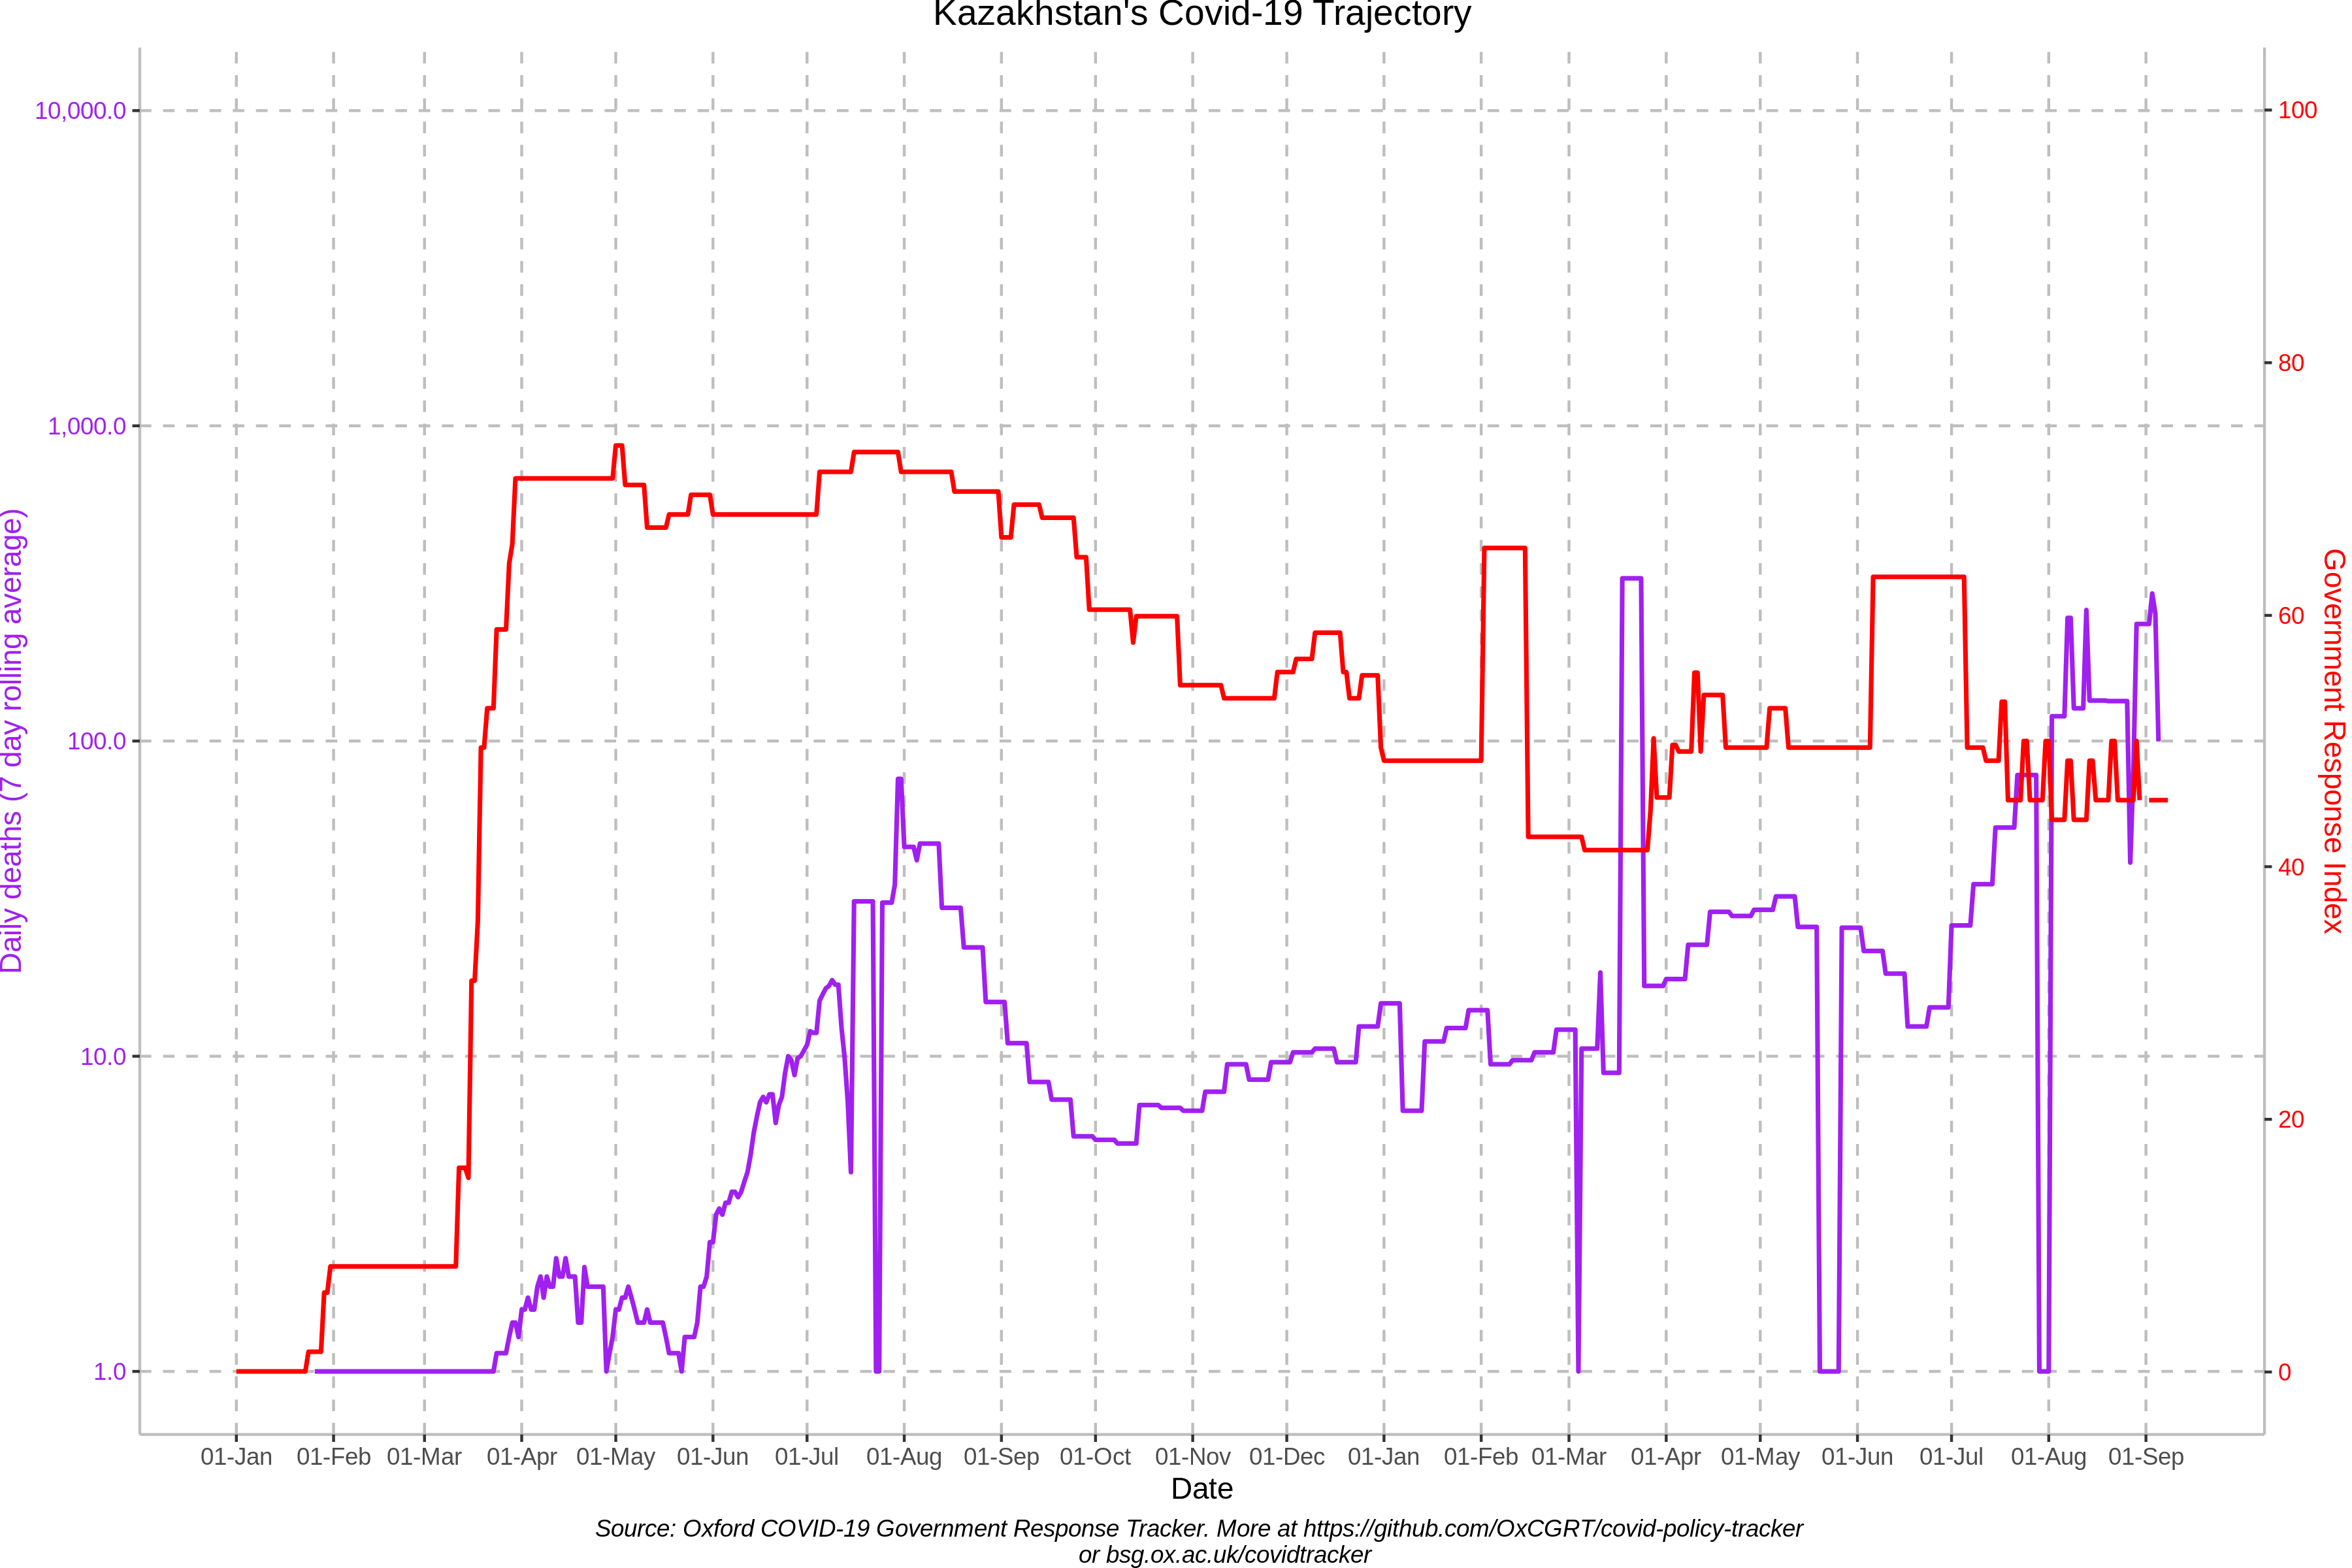 Kazakhstan's Covid-19 Trajectory
10,000.0
1,000.0
100.0
10.0
1.0
Daily deaths (7 day rolling average)
100
80
60
40
20
0
Government Response Index
01-Jan 01-Feb 01-Mar 01-Apr 01-May 01-Jun 01-Jul 01-Aug 01-Sep 01-Oct 01-Nov 01-Dec 01-Jan 01-Feb 01-Mar 01-Apr 01-May 01-Jun 01-Jul 01-Aug 01-Sep
Date
Source: Oxford COVID-19 Government Response Tracker. More at https://github.com/OxCGRT/covid-policy-tracker
or bsg.ox.ac.uk/covidtracker